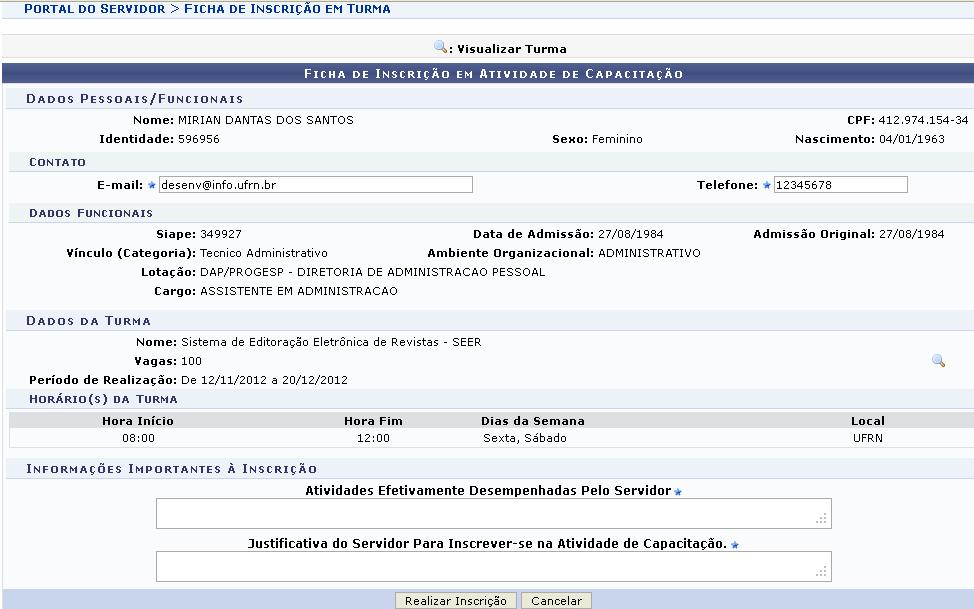 PORTAL DO SERVIDOR > FICHA DE INSCRIÇÃO EM TURMA
: Visualizar Turma
FICHA DE INSCRIÇÃO EM ATIVIDADE DE CAPACITAÇÃO
DADOS PESSOAIS/FUNCIONAIS
Nome: MIRIAN DANTAS DOS SANTOS CPF: 412.974.154-34
Identidade: 596956 Sexo: Feminino Nascimento: 04/01/1963
CONTATO
E-mail: desenv@info.ufrn.br Telefone: 12345678
DADOS FUNCIONAIS
Siape: 349927 Data de Admissão: 27/08/1984 Admissão Original: 27/08/1984
Vínculo (Categoria): Tecnico Administrativo Ambiente Organizacional: ADMINISTRATIVO
Lotação: DAP/PROGESP - DIRETORIA DE ADMINISTRACAO PESSOAL
Cargo: ASSISTENTE EM ADMINISTRACAO
DADOS DA TURMA
Nome: Sistema de Editoração Eletrônica de Revistas - SEER
Vagas: 100
Período de Realização: De 12/11/2012 a 20/12/2012
HORÁRIO(S) DA TURMA
Hora Início Hora Fim Dias da Semana Local
08:00 12:00 Sexta, Sábado UFRN
INFORMAÇÕES IMPORTANTES À INSCRIÇÃO
Atividades Efetivamente Desempenhadas Pelo Servidor
Justificativa do Servidor Para Inscrever-se na Atividade de Capacitação.
Realizar Inscrição Cancelar